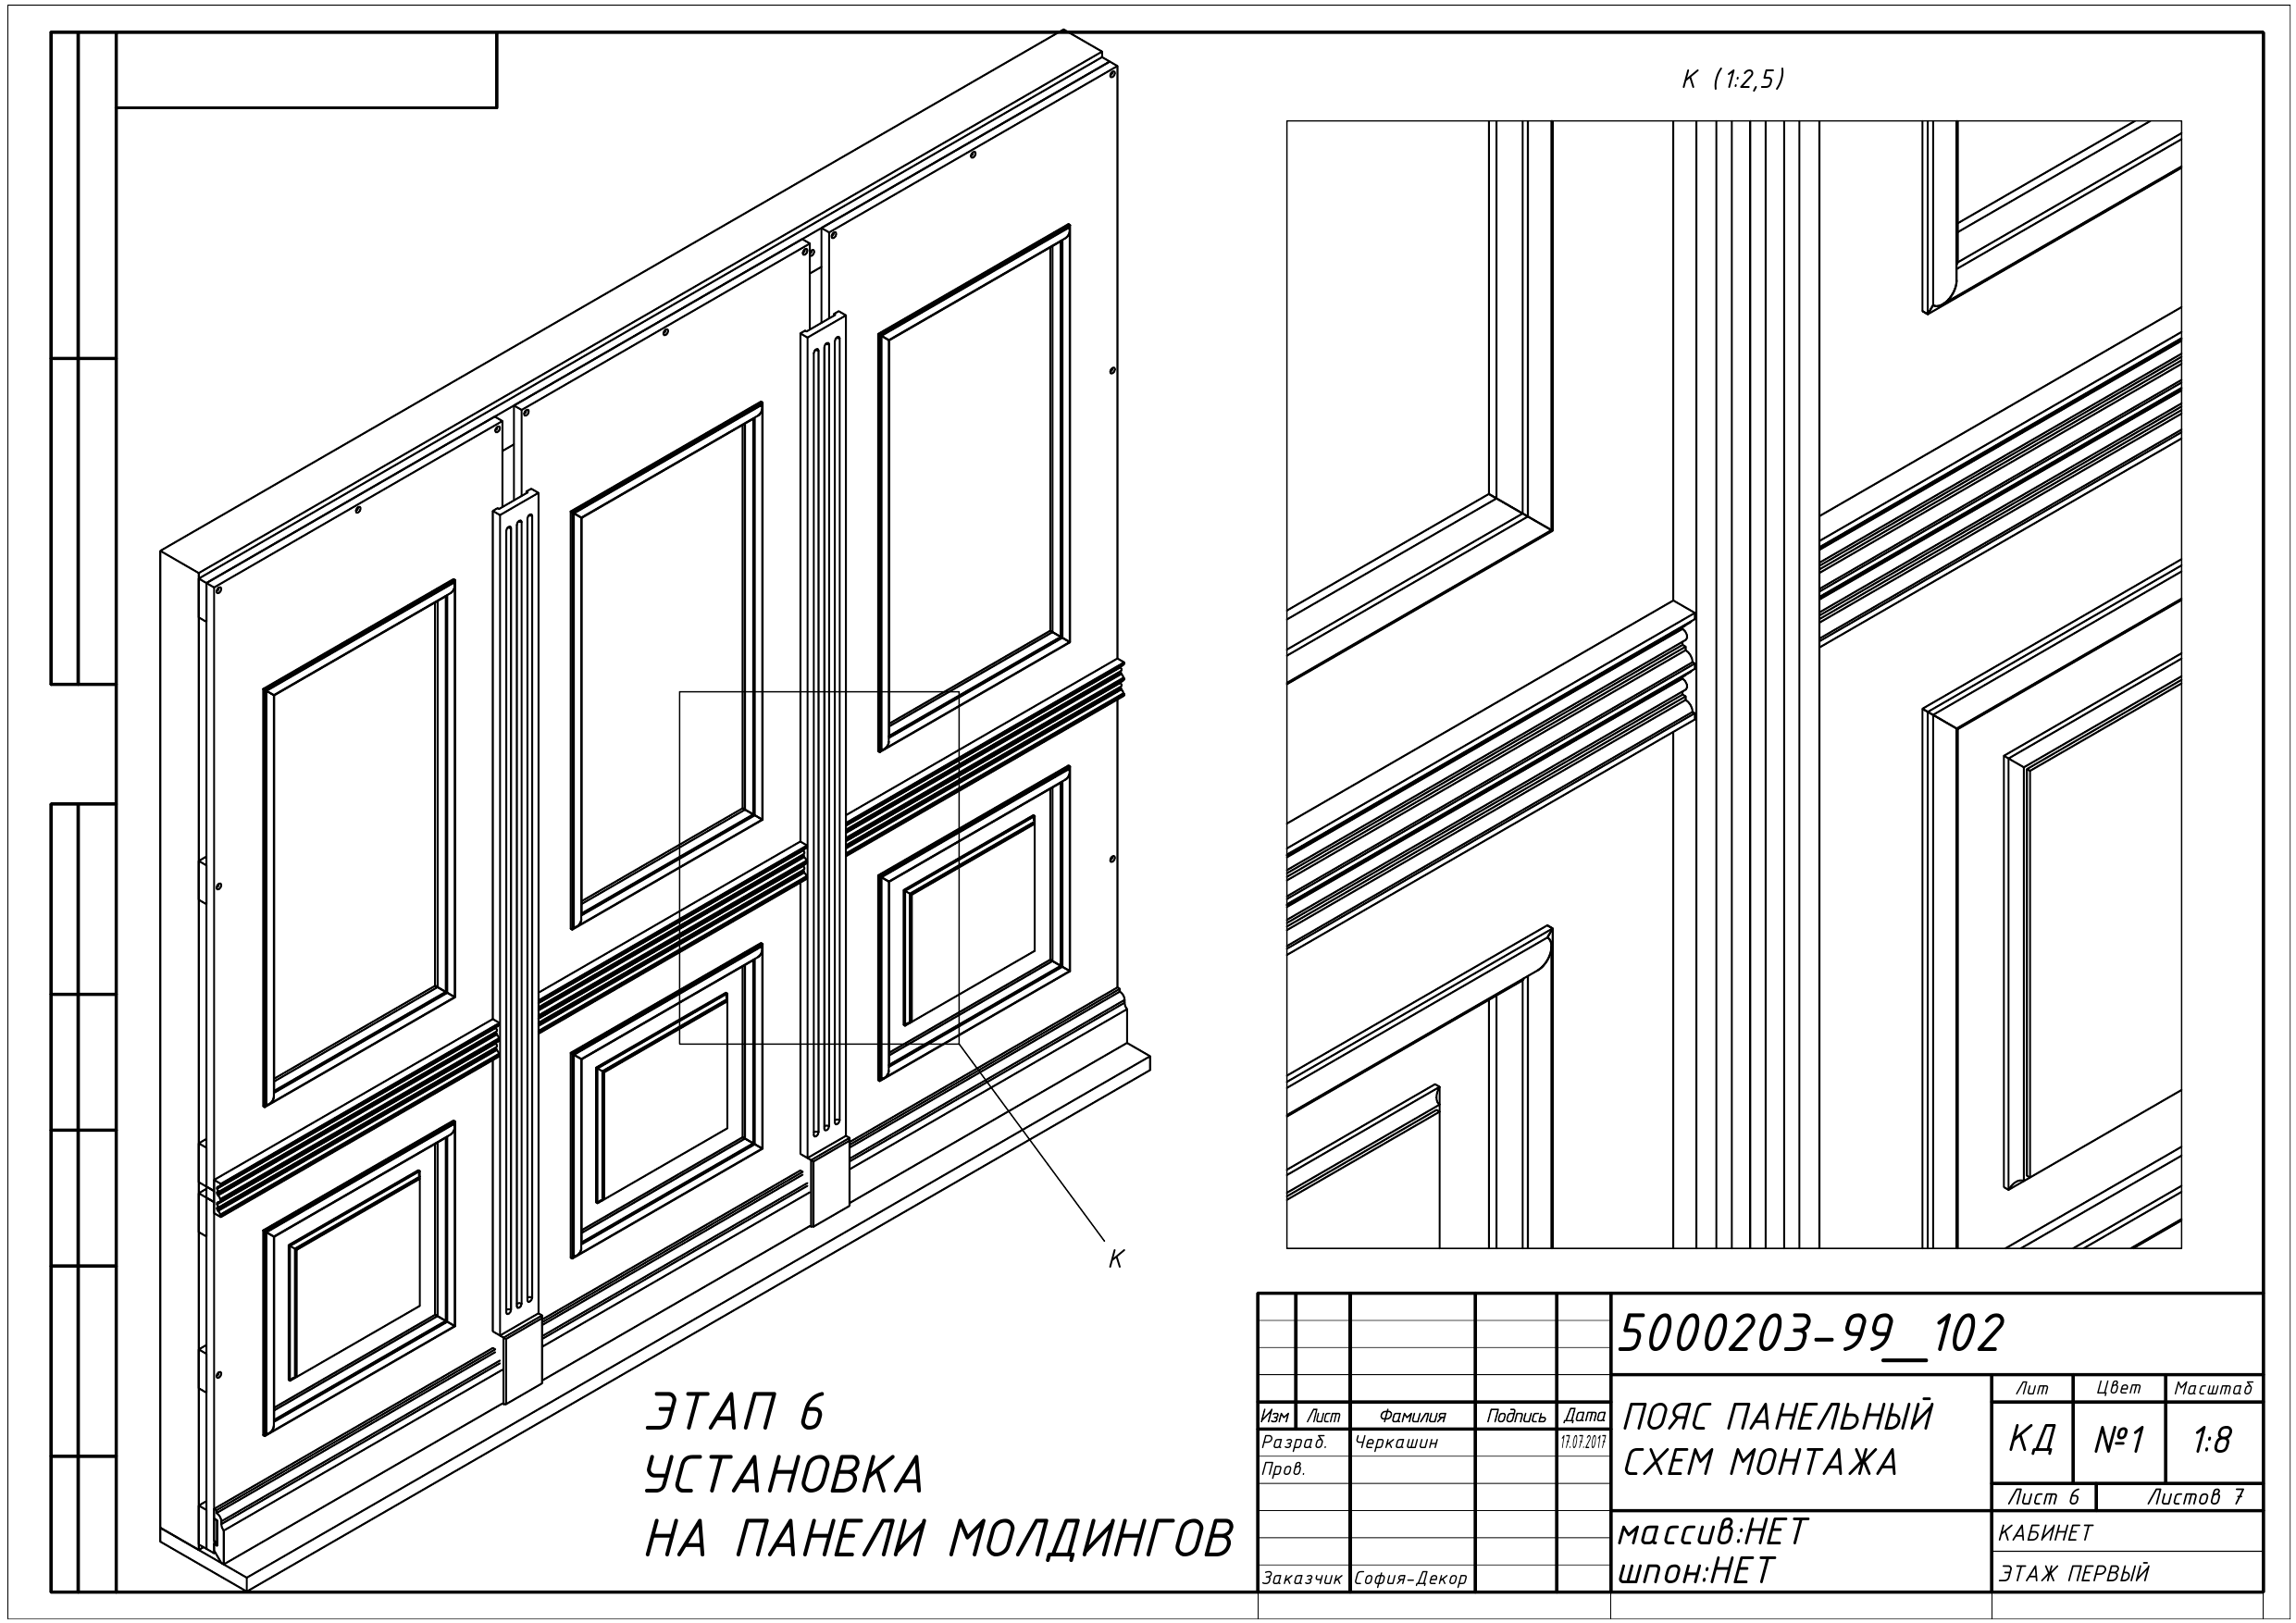 К (1:2,5)
К
ЭТАП 6
УСТАНОВКА
НА ПАНЕЛИ МОЛДИНГОВ
5000203-99__102
Изм Лист Фамилия Подпись Дата
Разраб. Черкашин 17.07.2017
Пров.
Заказчик София-Декор
ПОЯС ПАНЕЛЬНЫЙ
СХЕМ МОНТАЖА
Лит Цвет Масштаб
КД №1 1:8
Лист 6 Листов 7
массив:НЕТ
шпон:НЕТ
КАБИНЕТ
ЭТАЖ ПЕРВЫЙ